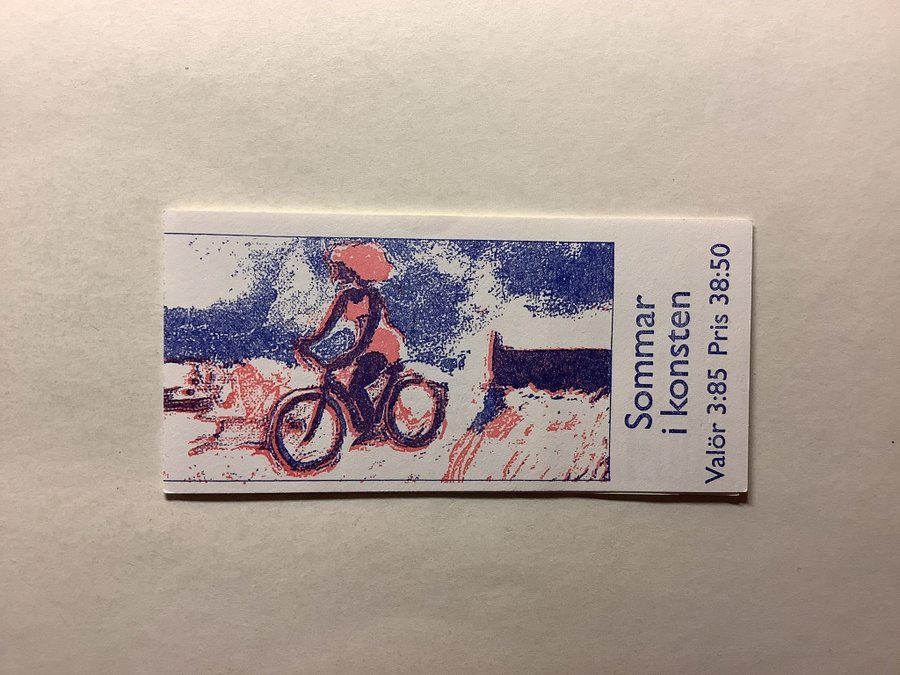 Sommar
i konsten
Valör 3:85 Pris 38:50